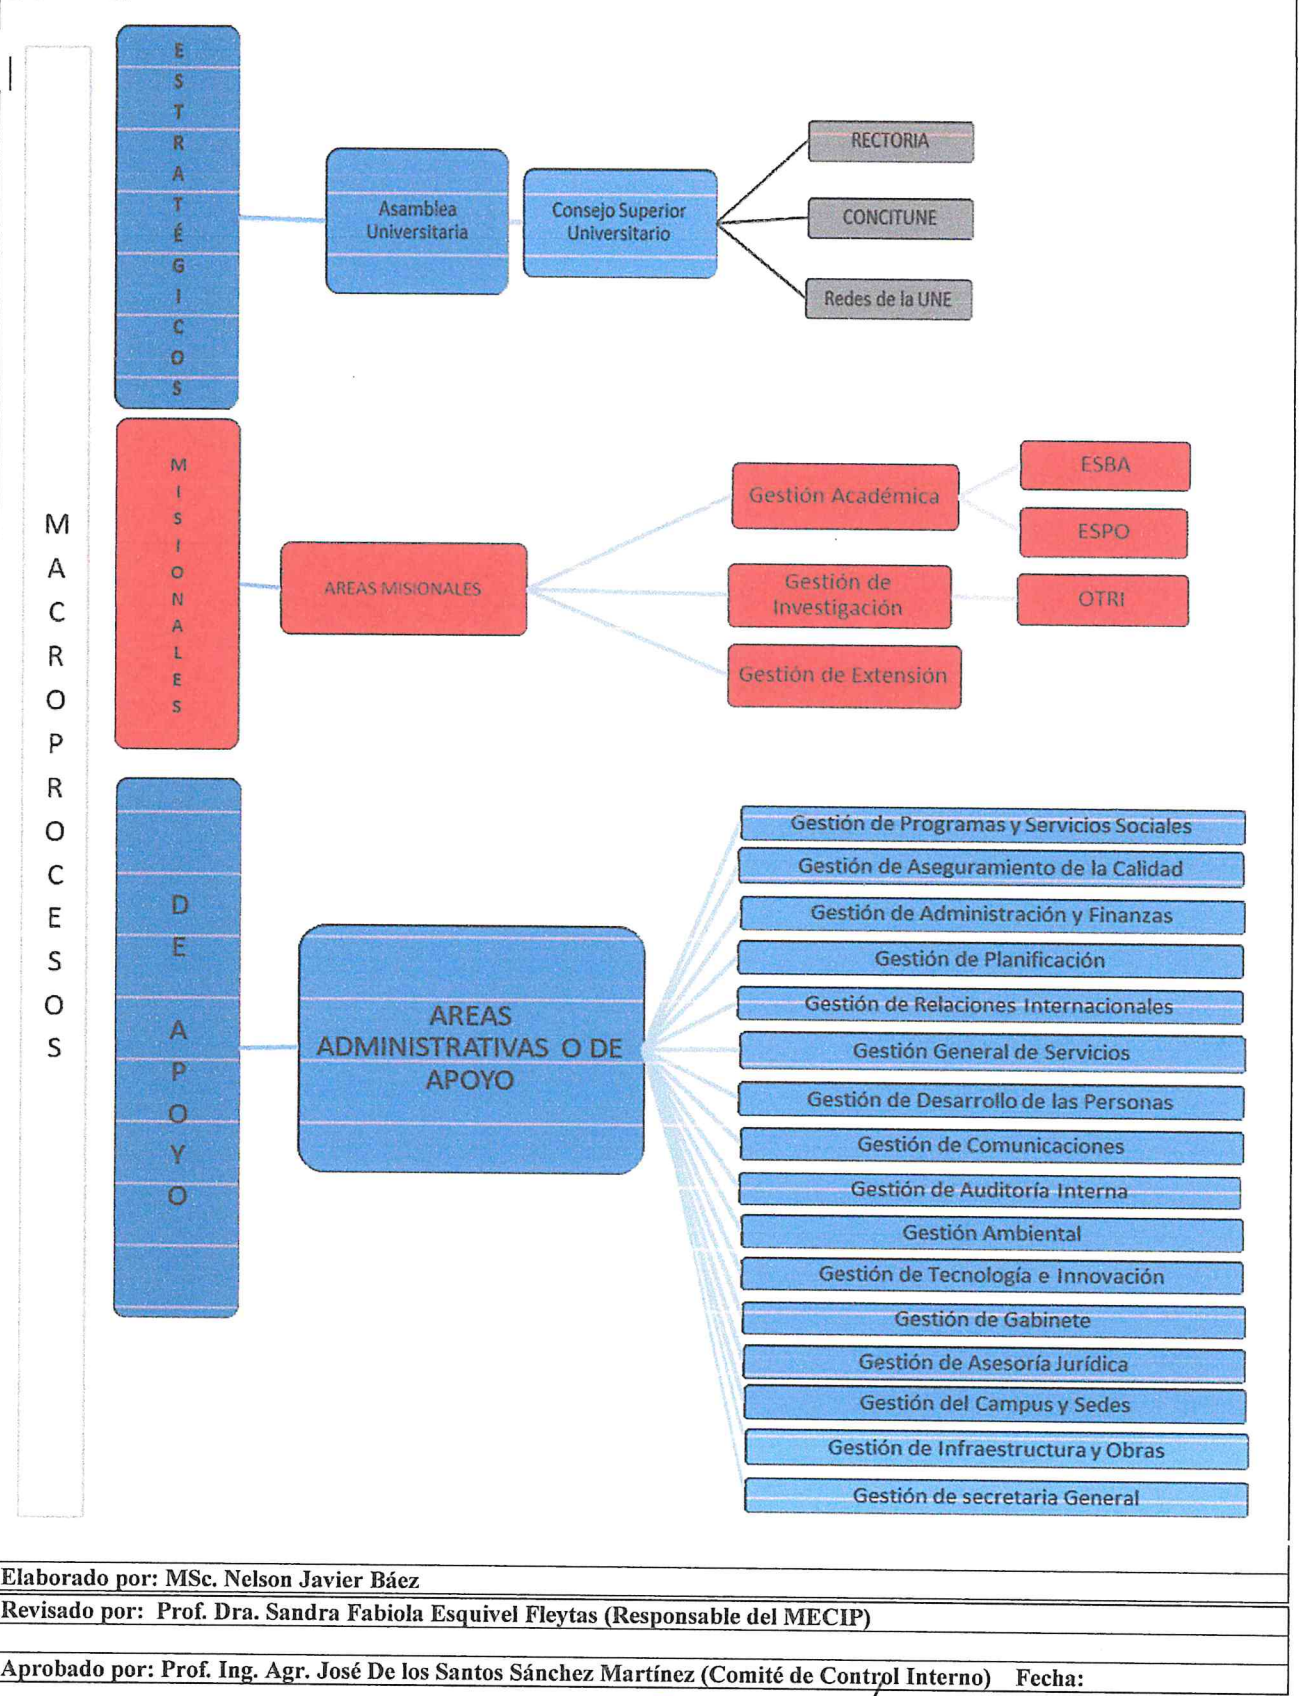 MACROPROCESOS
ESTRATÉGICOS
Asamblea
Universitaria
Consejo Superior
Universitario
RECTORIA
CONCITUNE
Redes de la UNE
MISIONALES
AREAS MISIONALES
Gestión Académica
ESBA
ESPO
Gestión de
Investigación
OTRI
Gestión de Extensión
DE APOYO
AREAS
ADMINISTRATIVAS O DE
APOYO
Gestión de Programas y Servicios Sociales
Gestión de Aseguramiento de la Calidad
Gestión de Administración y Finanzas
Gestión de Planificación
Gestión de Relaciones Internacionales
Gestión General de Servicios
Gestión de Desarrollo de las Personas
Gestión de Comunicaciones
Gestión de Auditoría Interna
Gestión Ambiental
Gestión de Tecnología e Innovación
Gestión de Gabinete
Gestión de Asesoría Jurídica
Gestión del Campus y Sedes
Gestión de Infraestructura y Obras
Gestión de secretaria General
Elaborado por: MSc. Nelson Javier Báez
Revisado por: Prof. Dra. Sandra Fabiola Esquivel Fleytas (Responsable del MECIP)
Aprobado por: Prof. Ing. Agr. José De los Santos Sánchez Martínez (Comité de Control Interno) Fecha: